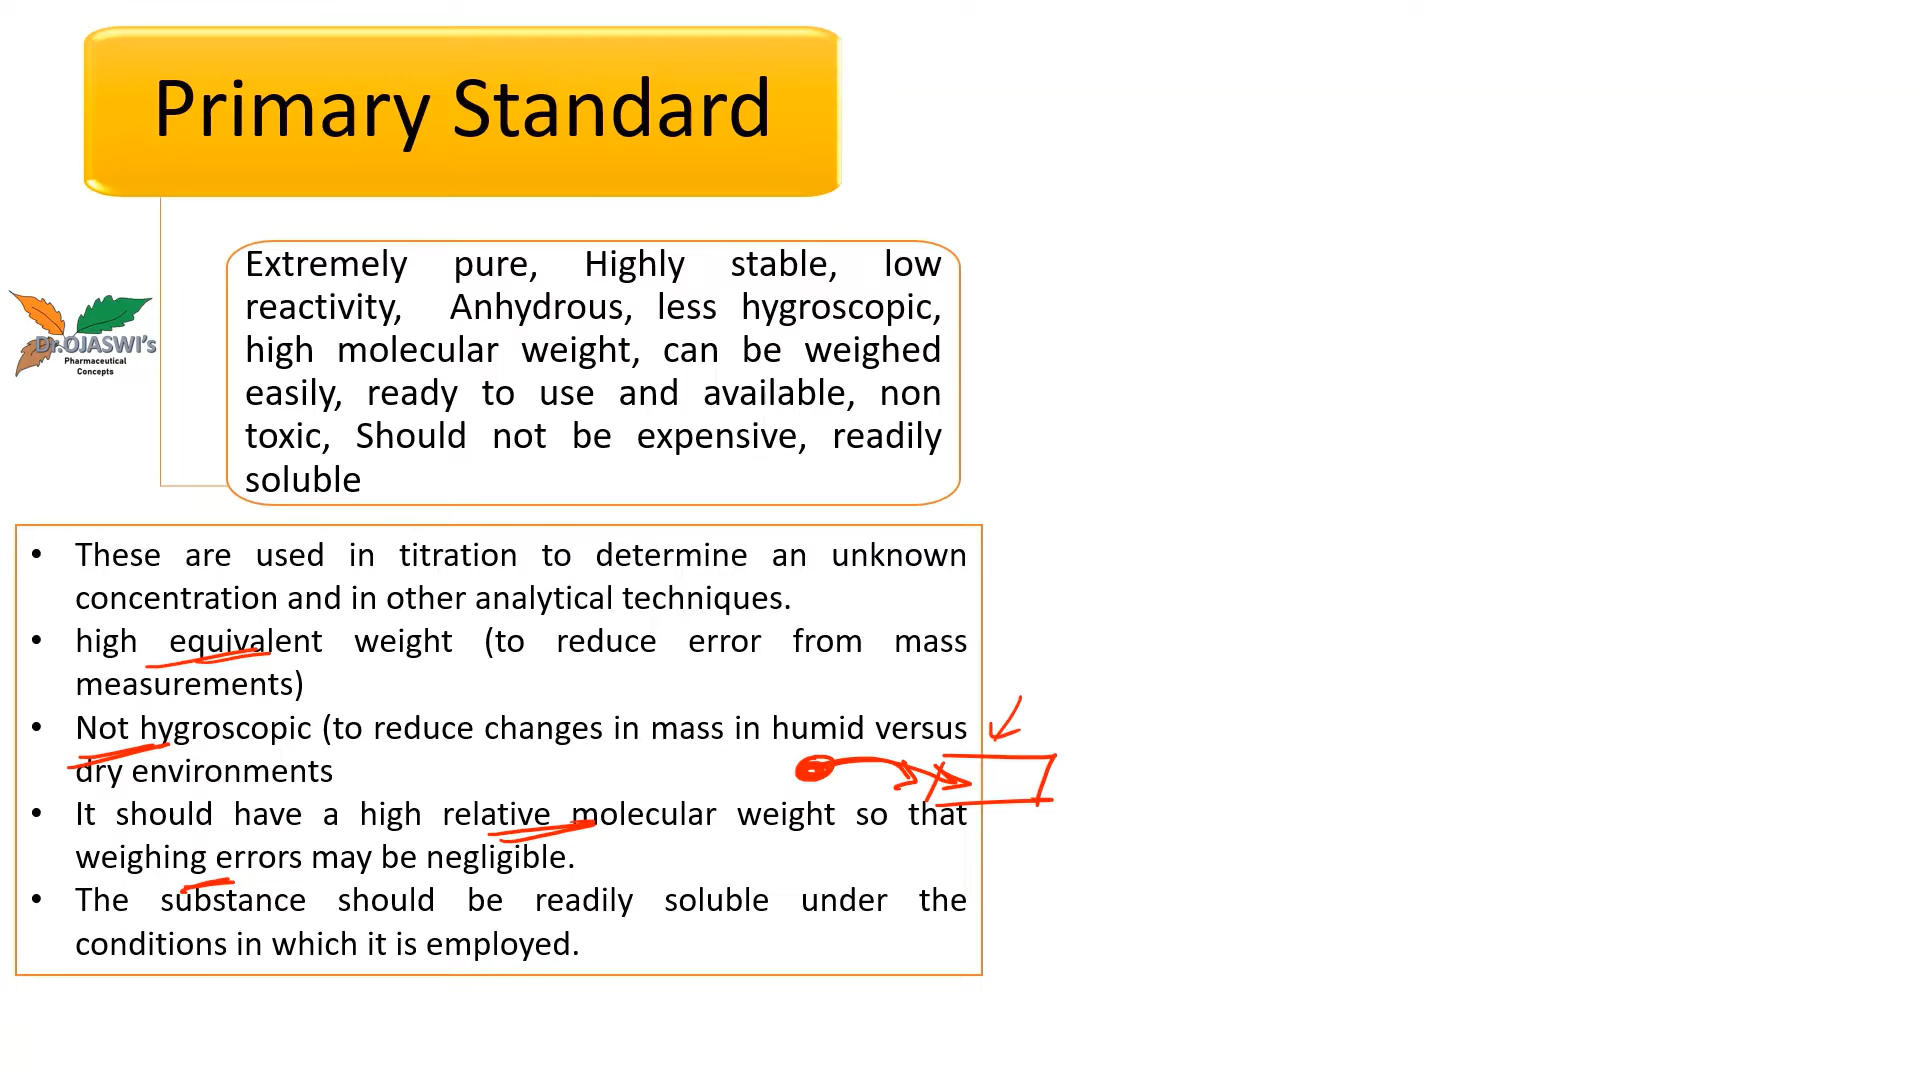 Primary Standard
Extremely pure, Highly stable, low
reactivity, Anhydrous, less hygroscopic,
high molecular weight, can be weighed
easily, ready to use and available, non
toxic, Should not be expensive, readily
soluble
Dr.OJASWI's
Pharmaceutical
Concepts
• These are used in titration to determine an unknown
concentration and in other analytical techniques.
• high equivalent weight (to reduce error from mass
measurements)
• Not hygroscopic (to reduce changes in mass in humid versus
dry environments
• It should have a high relative molecular weight so that
weighing errors may be negligible.
• The substance should be readily soluble under the
conditions in which it is employed.